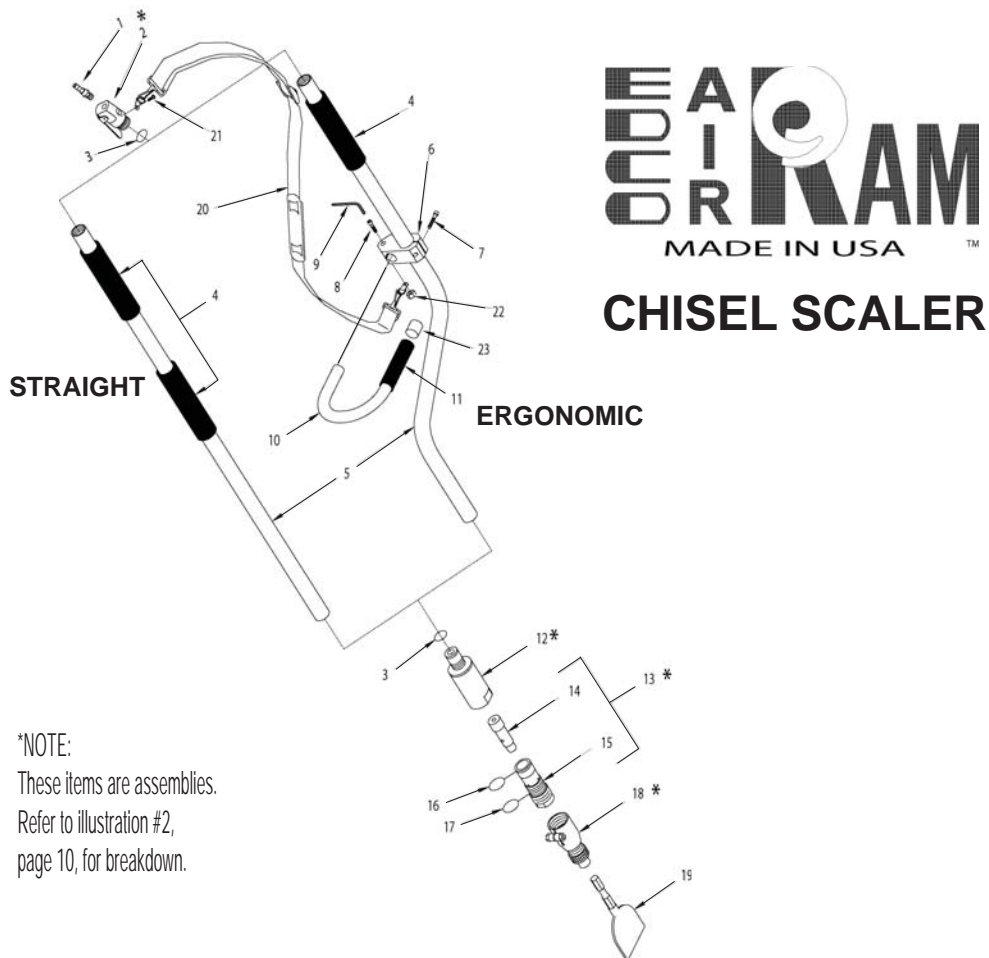 EDCO AIR RAM
MADE IN USA
TM
CHISEL SCALER
1
*
2
3
21
4
6
7
20
9
8
22
23
4
STRAIGHT
10
11
ERGONOMIC
5
3
12*
14
13 *
15
16
17
18 *
19
*NOTE:
These items are assemblies.
Refer to illustration #2,
page 10, for breakdown.